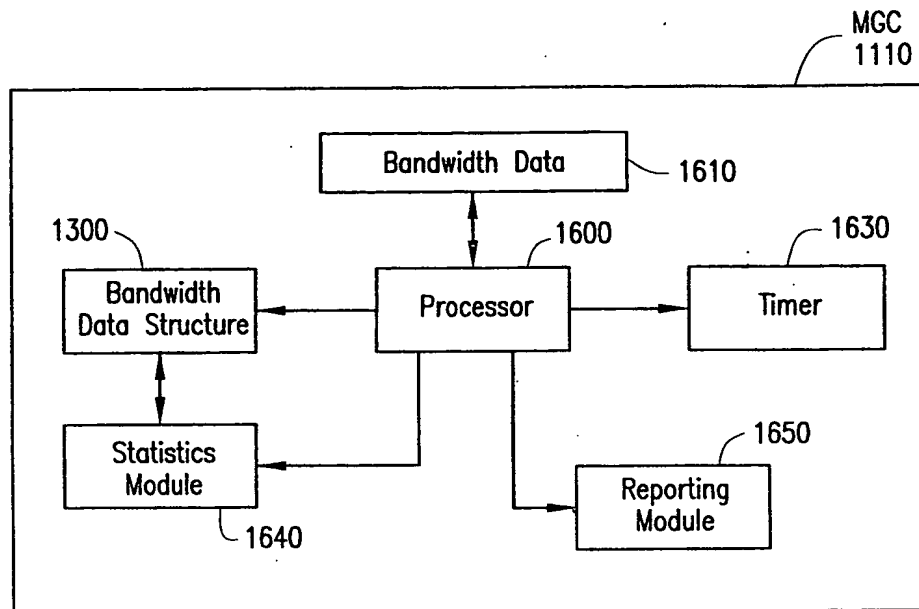 MGC
1110
Bandwidth Data
1610
1300
1600
1630
Bandwidth
Data Structure
Processor
Timer
Statistics
Module
1640
1650
Reporting
Module